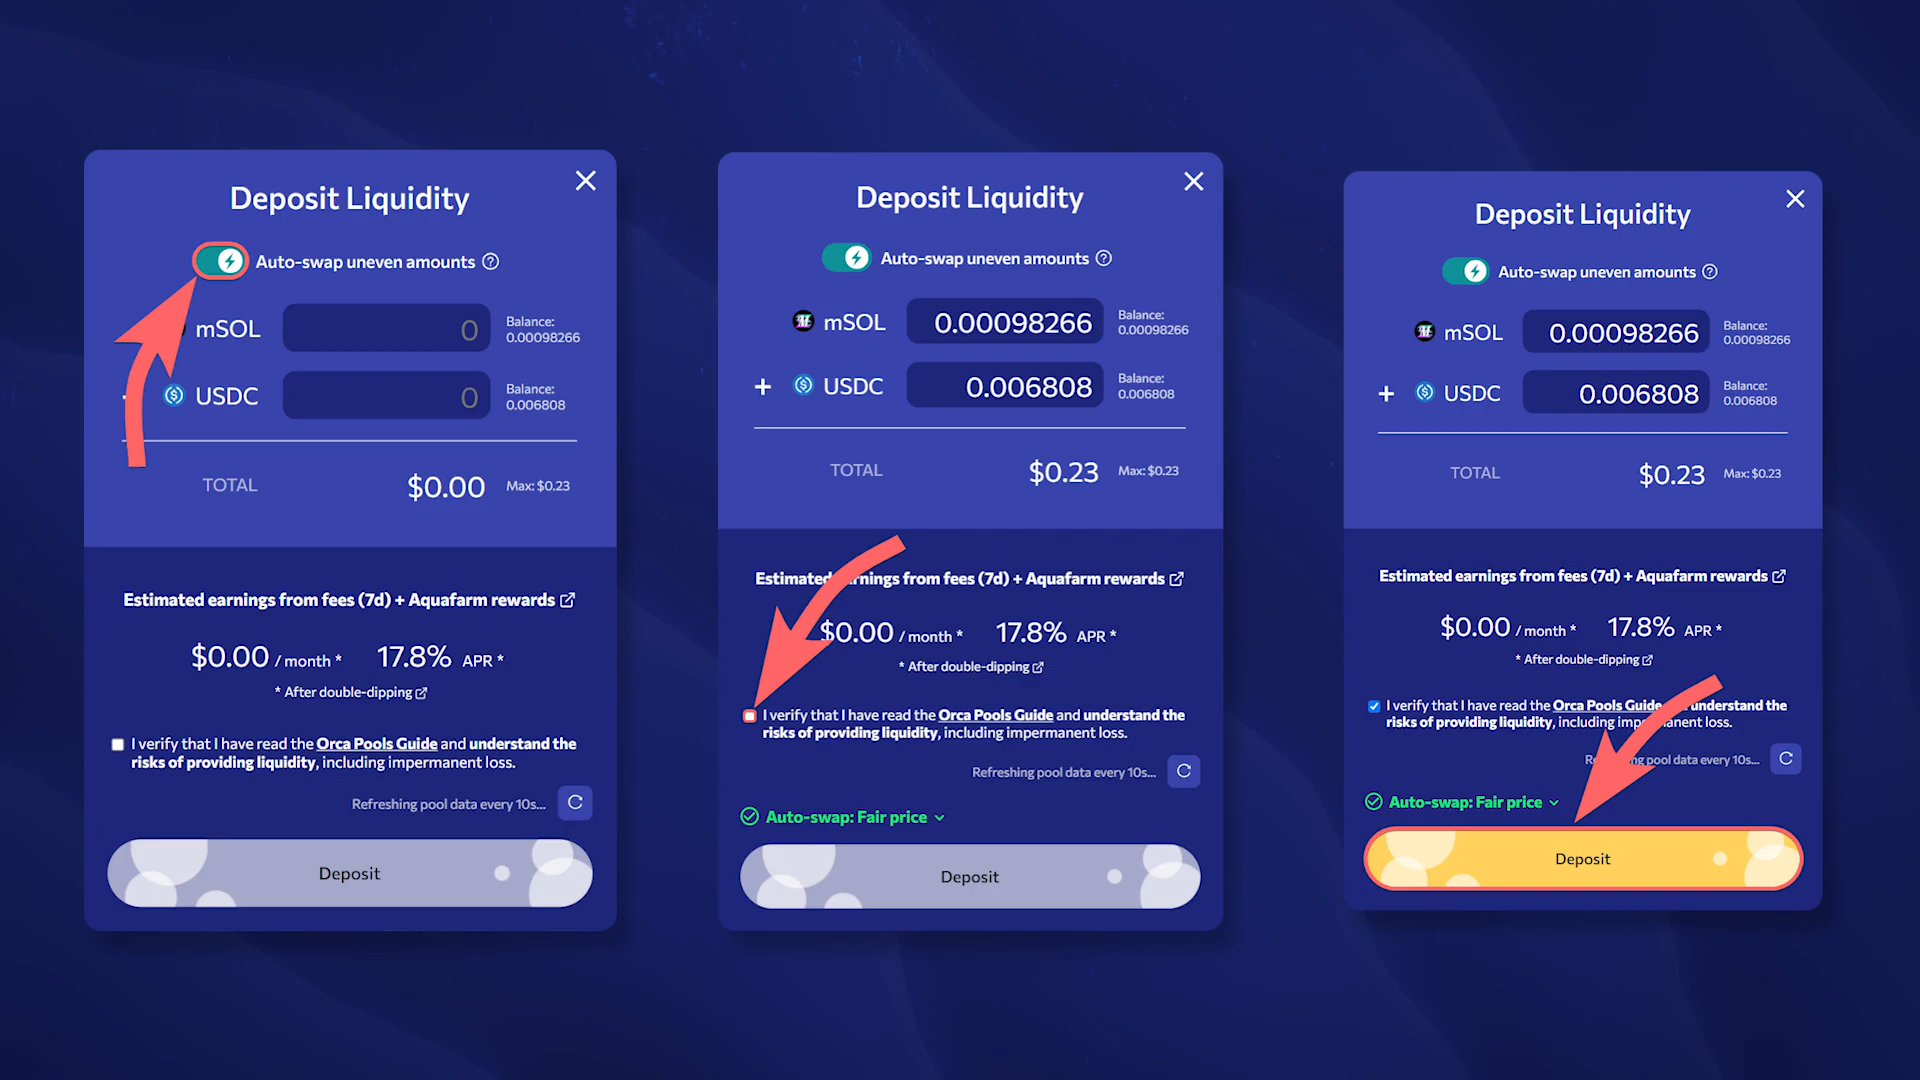 Deposit Liquidity
Auto-swap uneven amounts
mSOL 0 Balance: 0.00098266
USDC 0 Balance: 0.006808
TOTAL $0.00 Max: $0.23
Estimated earnings from fees (7d) + Aquafarm rewards
$0.00 / month * 17.8% APR *
* After double-dipping
I verify that I have read the Orca Pools Guide and understand the
risks of providing liquidity, including impermanent loss.
Refreshing pool data every 10s...
Deposit
Deposit Liquidity
Auto-swap uneven amounts
mSOL 0.00098266 Balance: 0.00098266
+ USDC 0.006808 Balance: 0.006808
TOTAL $0.23 Max: $0.23
Estimated earnings from fees (7d) + Aquafarm rewards
$0.00 / month * 17.8% APR *
* After double-dipping
I verify that I have read the Orca Pools Guide and understand the
risks of providing liquidity, including impermanent loss.
Refreshing pool data every 10s...
Auto-swap: Fair price
Deposit
Deposit Liquidity
Auto-swap uneven amounts
mSOL 0.00098266 Balance: 0.00098266
+ USDC 0.006808 Balance: 0.006808
TOTAL $0.23 Max: $0.23
Estimated earnings from fees (7d) + Aquafarm rewards
$0.00 / month * 17.8% APR *
* After double-dipping
I verify that I have read the Orca Pools Guide understand the
risks of providing liquidity, including impermanent loss.
pool data every 10s...
Auto-swap: Fair price
Deposit